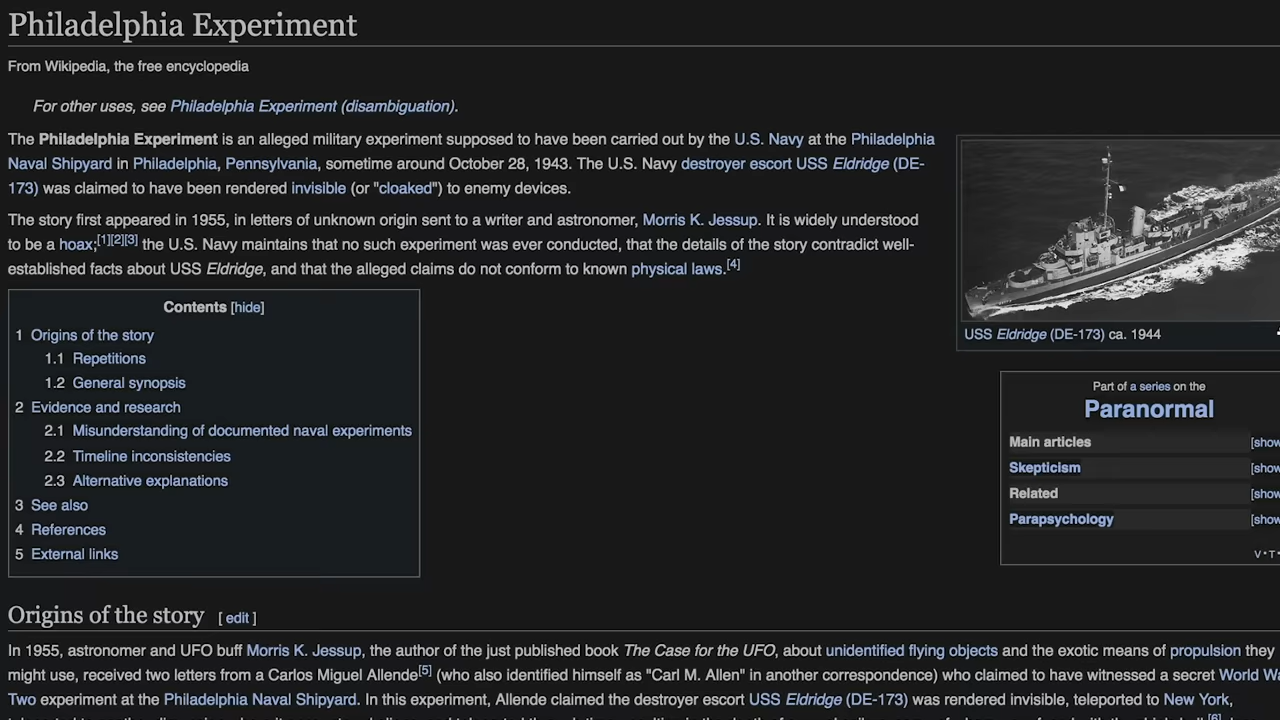 Philadelphia Experiment
From Wikipedia, the free encyclopedia
For other uses, see Philadelphia Experiment (disambiguation).
The Philadelphia Experiment is an alleged military experiment supposed to have been carried out by the U.S. Navy at the Philadelphia
Naval Shipyard in Philadelphia, Pennsylvania, sometime around October 28, 1943. The U.S. Navy destroyer escort USS Eldridge (DE-
173) was claimed to have been rendered invisible (or "cloaked") to enemy devices.
The story first appeared in 1955, in letters of unknown origin sent to a writer and astronomer, Morris K. Jessup. It is widely understood
to be a hoax;[1][2][3] the U.S. Navy maintains that no such experiment was ever conducted, that the details of the story contradict well-
established facts about USS Eldridge, and that the alleged claims do not conform to known physical laws.[4]
USS Eldridge (DE-173) ca. 1944
Contents [hide]
1 Origins of the story
1.1 Repetitions
1.2 General synopsis
2 Evidence and research
2.1 Misunderstanding of documented naval experiments
2.2 Timeline inconsistencies
2.3 Alternative explanations
3 See also
4 References
5 External links
Part of a series on the
Paranormal
Main articles [show
Skepticism [show
Related [show
Parapsychology [show
V • T •
Origins of the story [ edit ]
In 1955, astronomer and UFO buff Morris K. Jessup, the author of the just published book The Case for the UFO, about unidentified flying objects and the exotic means of propulsion they
might use, received two letters from a Carlos Miguel Allende[5] (who also identified himself as "Carl M. Allen" in another correspondence) who claimed to have witnessed a secret World Wa
Two experiment at the Philadelphia Naval Shipyard. In this experiment, Allende claimed the destroyer escort USS Eldridge (DE-173) was rendered invisible, teleported to New York,
[6]